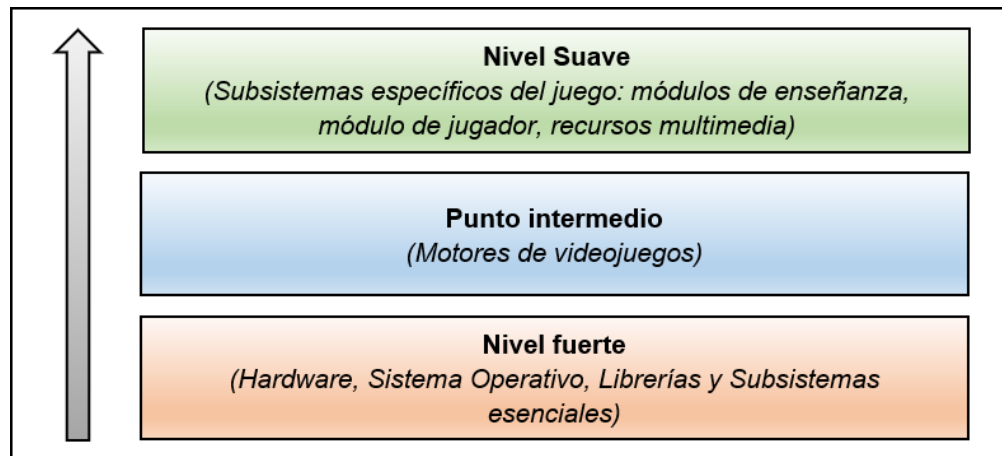 Nivel Suave
(Subsistemas específicos del juego: módulos de enseñanza,
módulo de jugador, recursos multimedia)
Punto intermedio
(Motores de videojuegos)
Nivel fuerte
(Hardware, Sistema Operativo, Librerías y Subsistemas
esenciales)